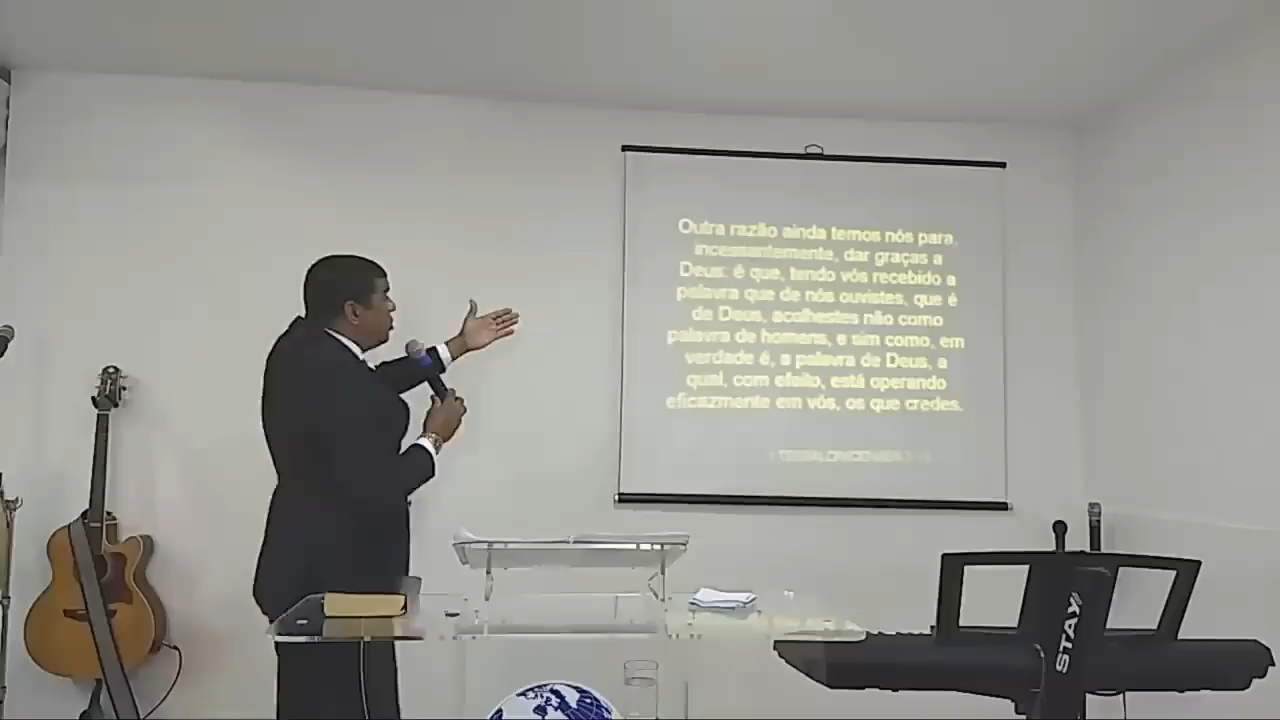 Outra razão ainda temos nós para,
incessantemente, dar graças a
Deus: é que, tendo vós recebido a
palavra que de nós ouvistes, que é
de Deus, acolhestes não como
palavra de homens, e sim como, em
verdade é, a palavra de Deus, a
qual, com efeito, está operando
eficazmente em vós, os que credes.
TESSALONICENSES
STAY